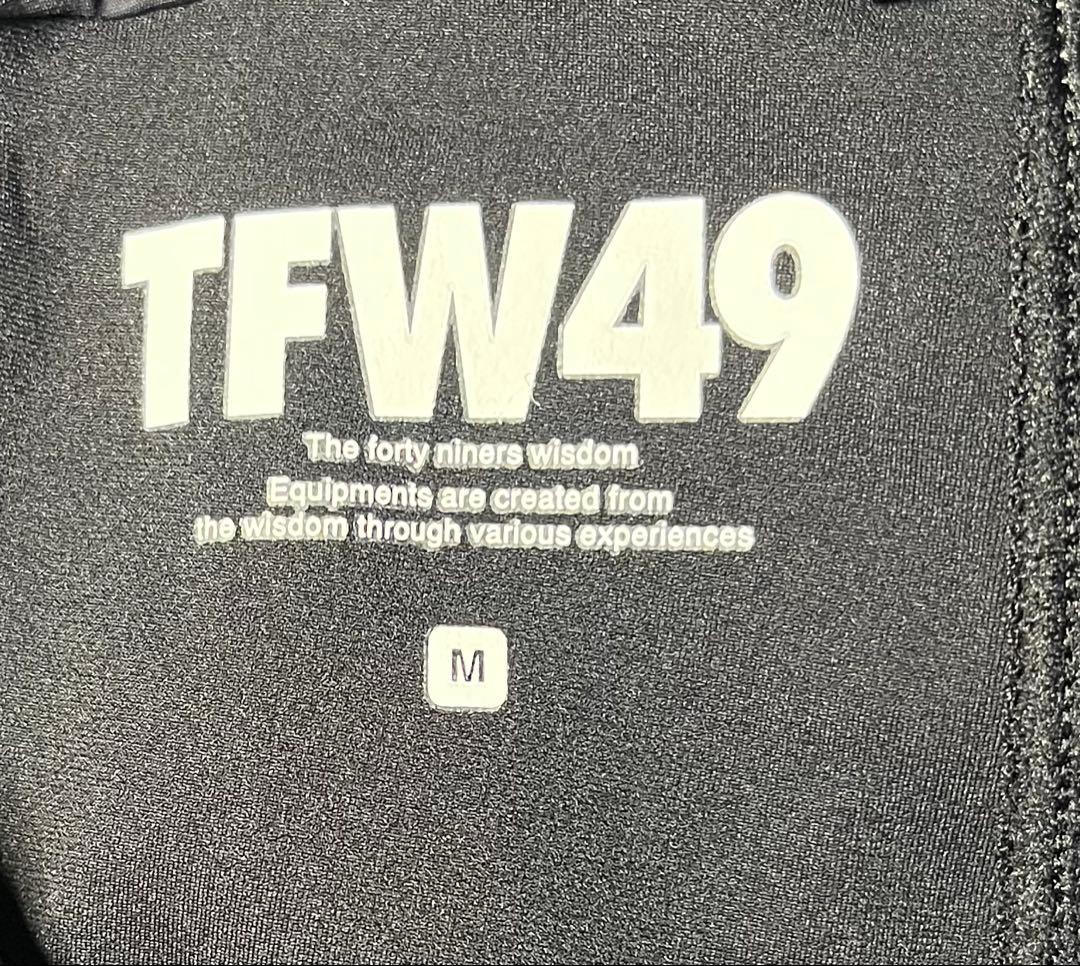 TFW49
The forty niners wisdom
Equipments are created from
the wisdom through various experiences
M